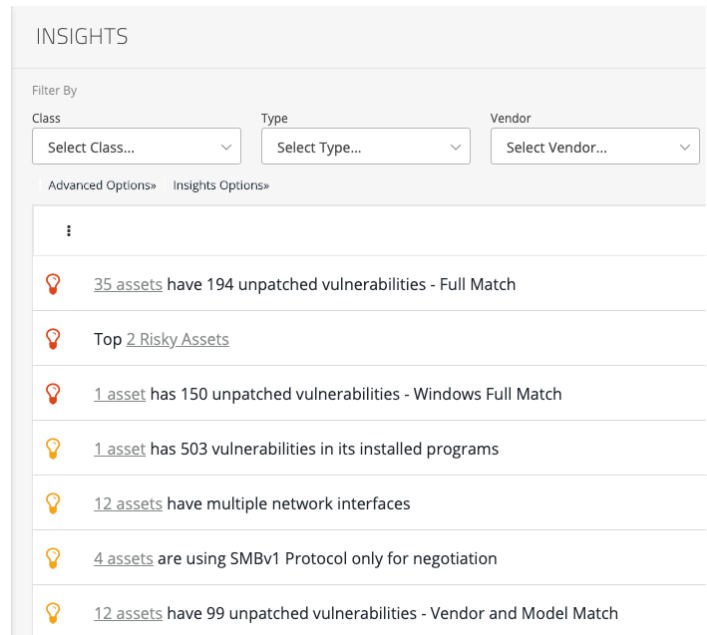 INSIGHTS
Filter By
Class Type Vendor
Select Class... Select Type... Select Vendor...
Advanced Options» Insights Options»
35 assets have 194 unpatched vulnerabilities - Full Match
Top 2 Risky Assets
1 asset has 150 unpatched vulnerabilities - Windows Full Match
1 asset has 503 vulnerabilities in its installed programs
12 assets have multiple network interfaces
4 assets are using SMBv1 Protocol only for negotiation
12 assets have 99 unpatched vulnerabilities - Vendor and Model Match